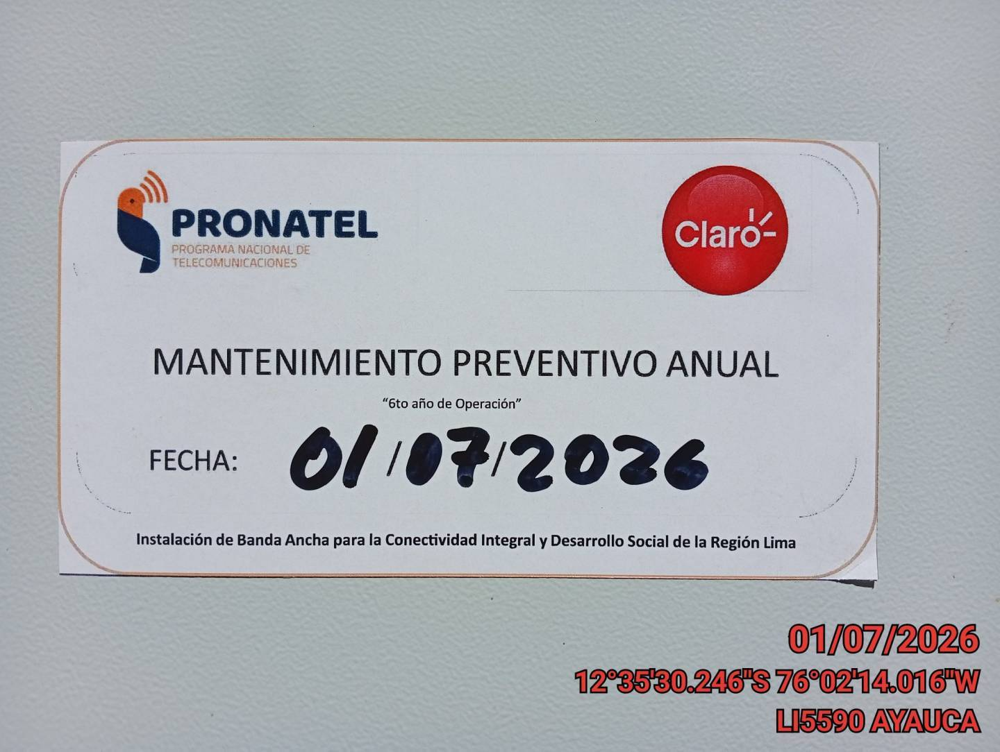 PRONATEL
PROGRAMA NACIONAL DE
TELECOMUNICACIONES
Claro
MANTENIMIENTO PREVENTIVO ANUAL
“6to año de Operación”
FECHA: 01/07/2026
Instalación de Banda Ancha para la Conectividad Integral y Desarrollo Social de la Región Lima
01/07/2026
12°35'30.246"S 76°02'14.016"W
LI5590 AYAUCA